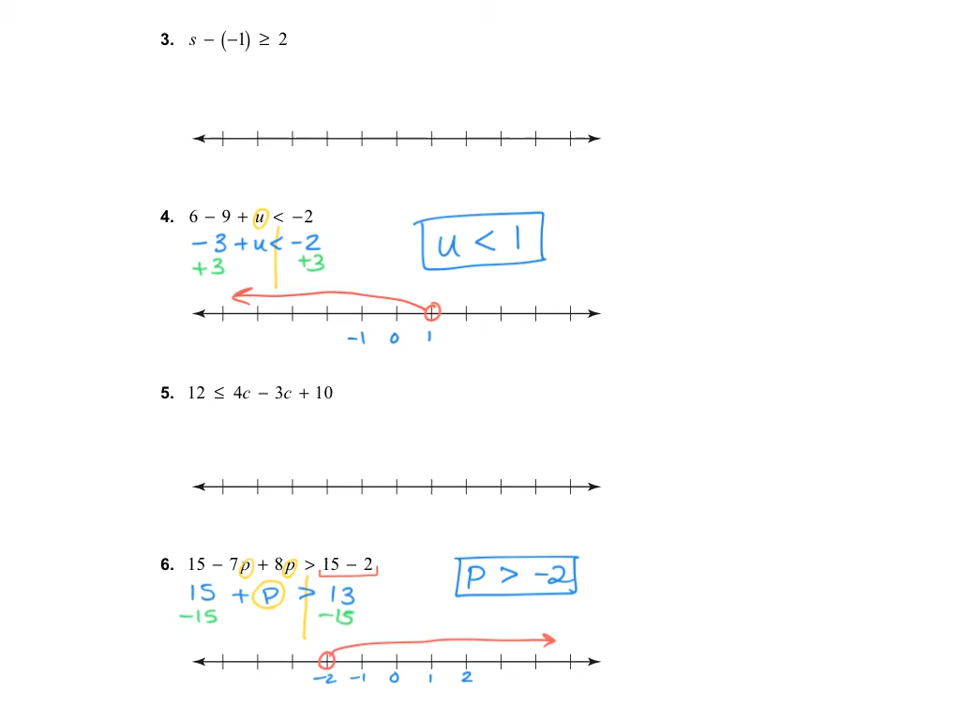 3. s − (−1) ≥ 2
4. 6 − 9 + u < −2
−3 + u < −2
+3 +3
u < 1
−1 0 1
5. 12 ≤ 4c − 3c + 10
6. 15 − 7p + 8p > 15 − 2
15 + p > 13
−15 −15
p > −2
−2 −1 0 1 2